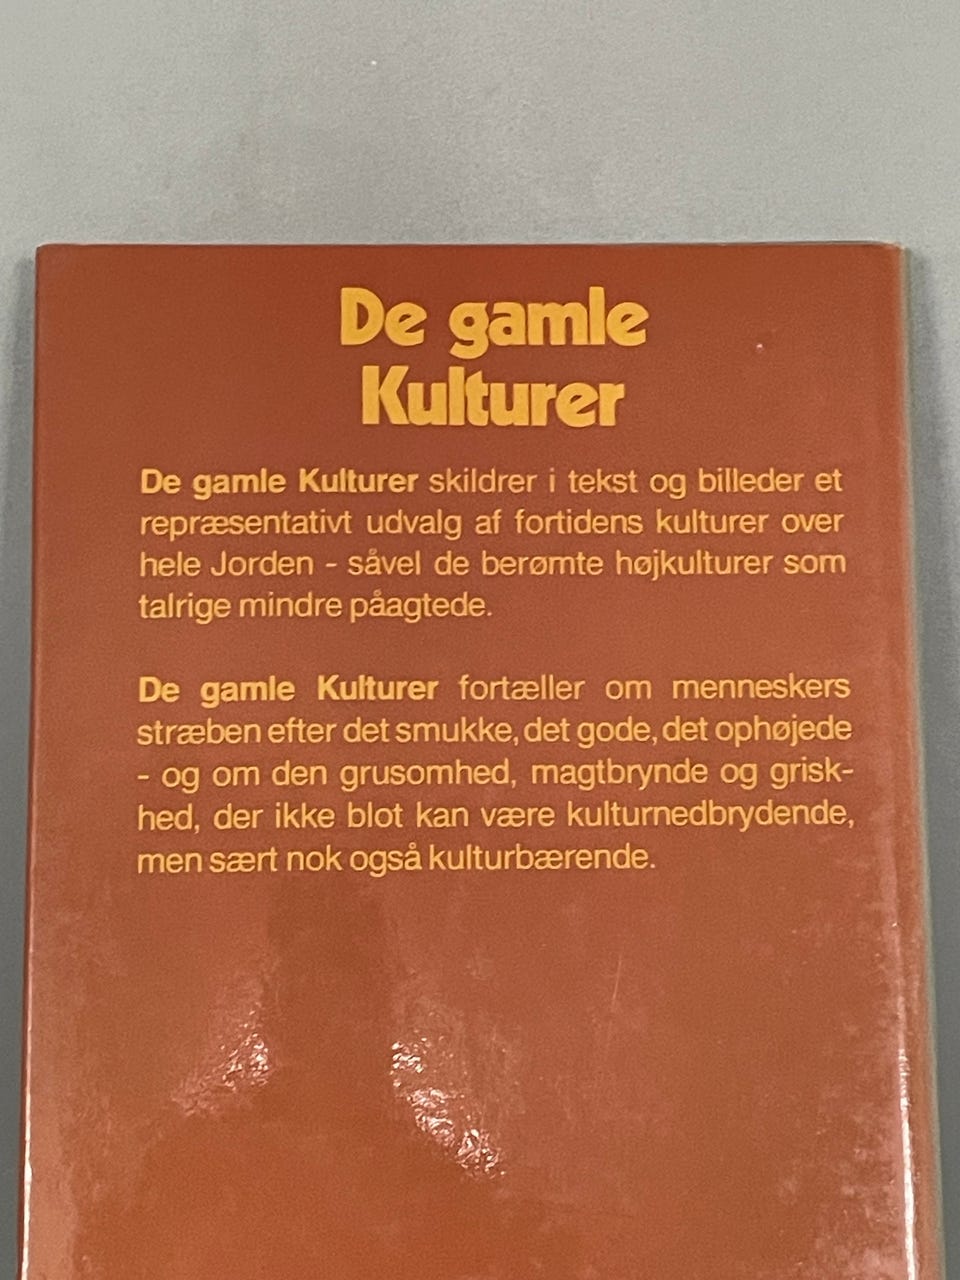 De gamle
Kulturer
De gamle Kulturer skildrer i tekst og billeder et
repræsentativt udvalg af fortidens kulturer over
hele Jorden - såvel de berømte højkulturer som
talrige mindre påagtede.
De gamle Kulturer fortæller om menneskers
stræben efter det smukke, det gode, det ophøjede
- og om den grusomhed, magtbrynde og grisk-
hed, der ikke blot kan være kulturnedbrydende,
men sært nok også kulturbærende.